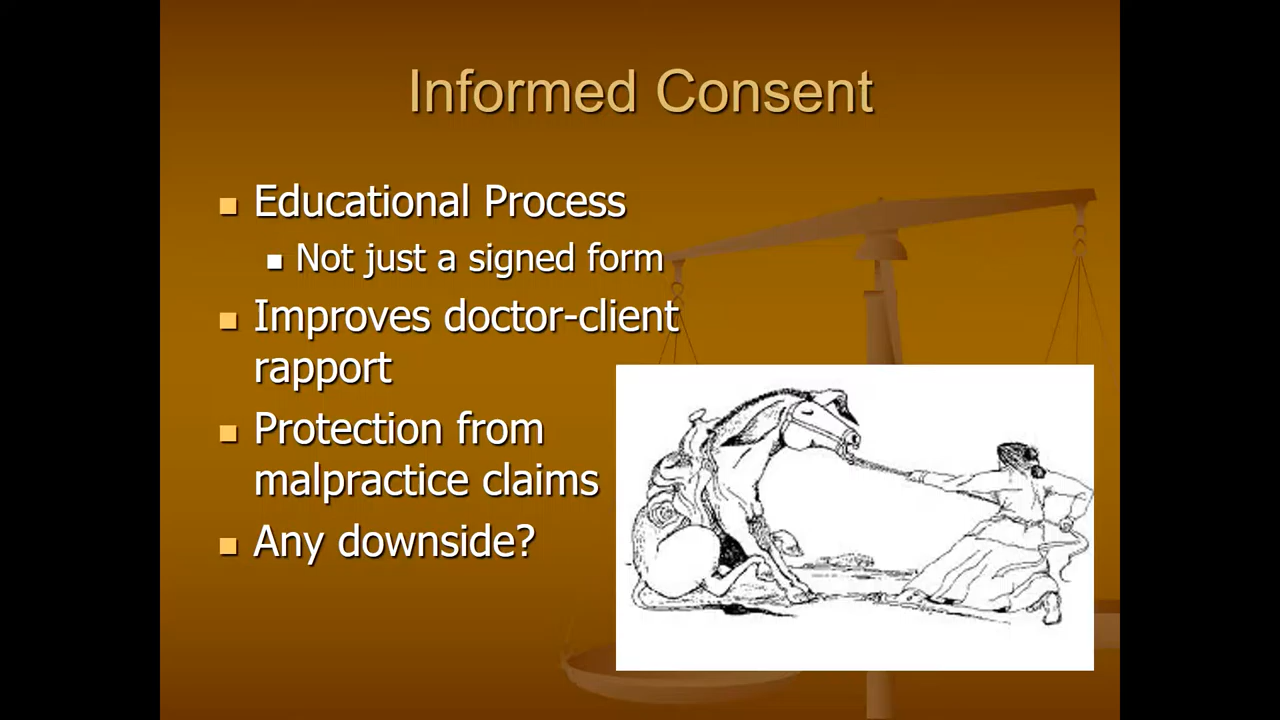 Informed Consent
Educational Process
Not just a signed form
Improves doctor-client
rapport
Protection from
malpractice claims
Any downside?